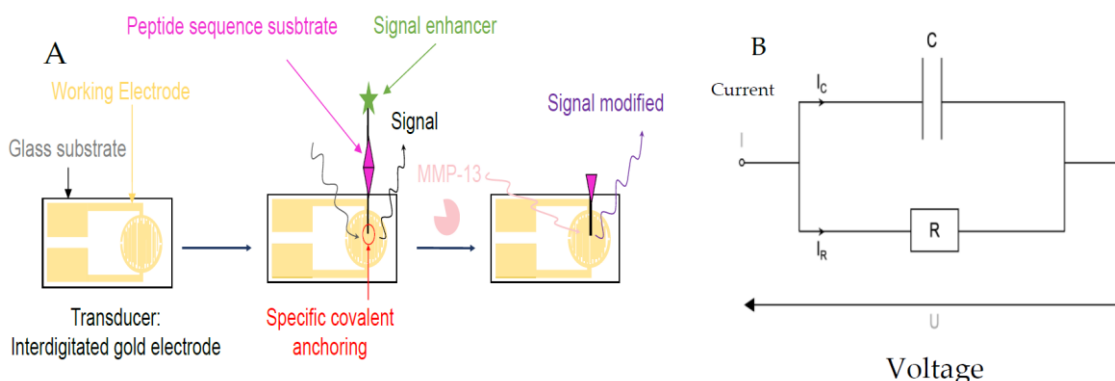 A
Peptide sequence susbtrate
Signal enhancer
Working Electrode
Glass substrate
Signal
MMP-13
Signal modified
Transducer:
Interdigitated gold electrode
Specific covalent
anchoring
B
C
Current
I_C
I
R
I_R
U
Voltage